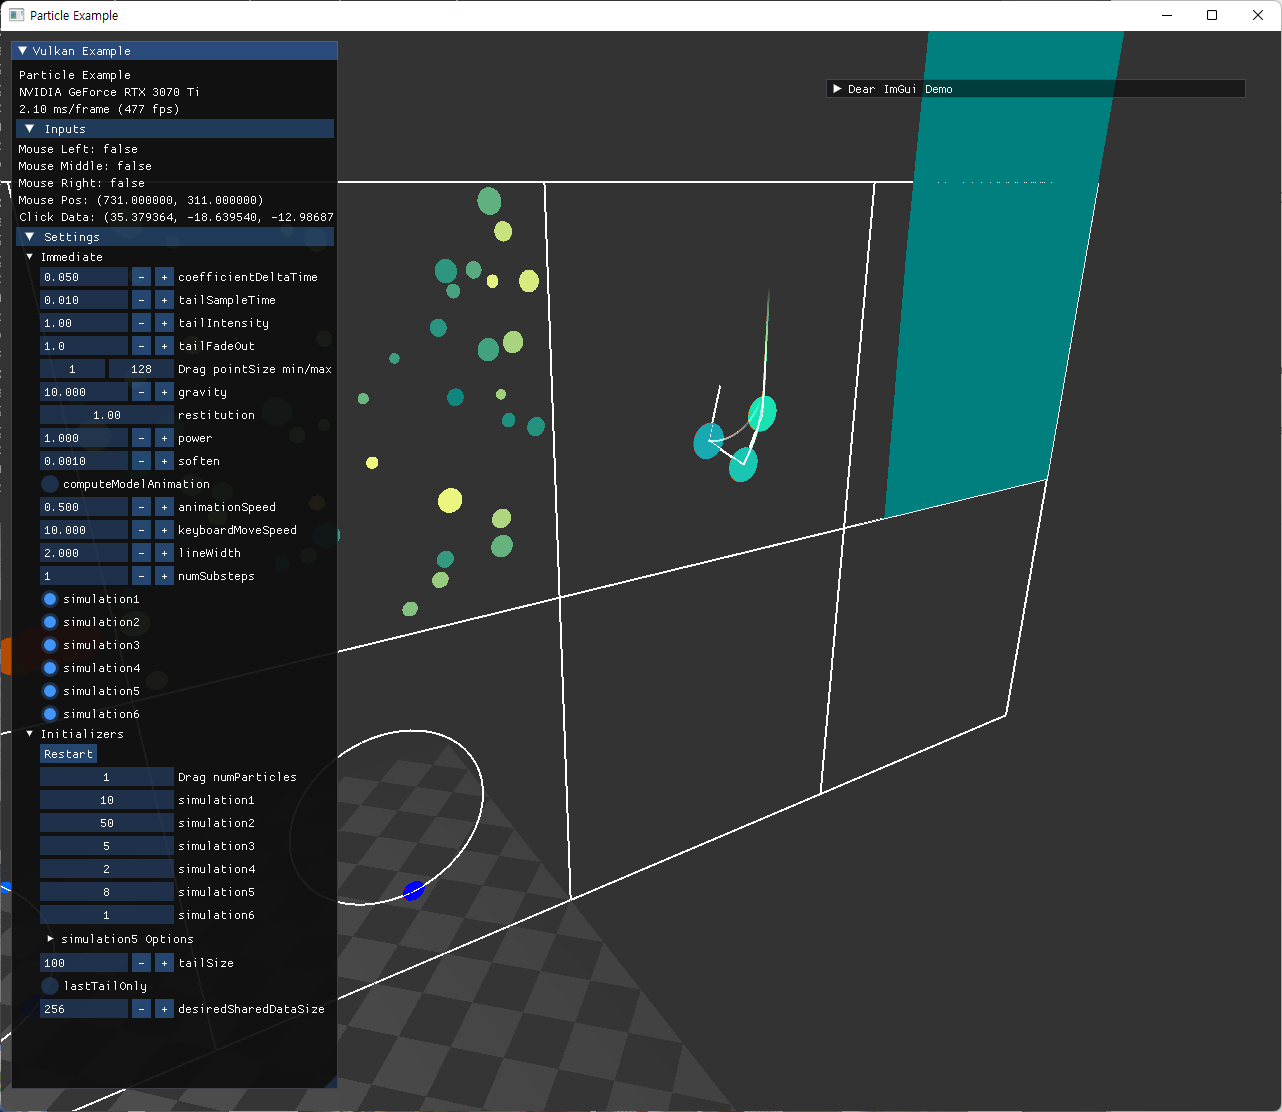 Particle Example
Vulkan Example
Particle Example
NVIDIA GeForce RTX 3070 Ti
2.10 ms/frame (477 fps)
Inputs
Mouse Left: false
Mouse Middle: false
Mouse Right: false
Mouse Pos: (731.000000, 311.000000)
Click Data: (35.379364, -18.639540, -12.98687
Settings
Immediate
0.050 - + coefficientDeltaTime
0.010 - + tailSampleTime
1.00 - + tailIntensity
1.0 - + tailFadeOut
1 128 Drag pointSize min/max
10.000 - + gravity
1.00 restitution
1.000 - + power
0.0010 - + soften
computeModelAnimation
0.500 - + animationSpeed
10.000 - + keyboardMoveSpeed
2.000 - + lineWidth
1 - + numSubsteps
simulation1
simulation2
simulation3
simulation4
simulation5
simulation6
Initializers
Restart
1 Drag numParticles
10 simulation1
50 simulation2
5 simulation3
2 simulation4
8 simulation5
1 simulation6
simulation5 Options
100 - + tailSize
lastTailOnly
256 - + desiredSharedDataSize
Dear ImGui Demo